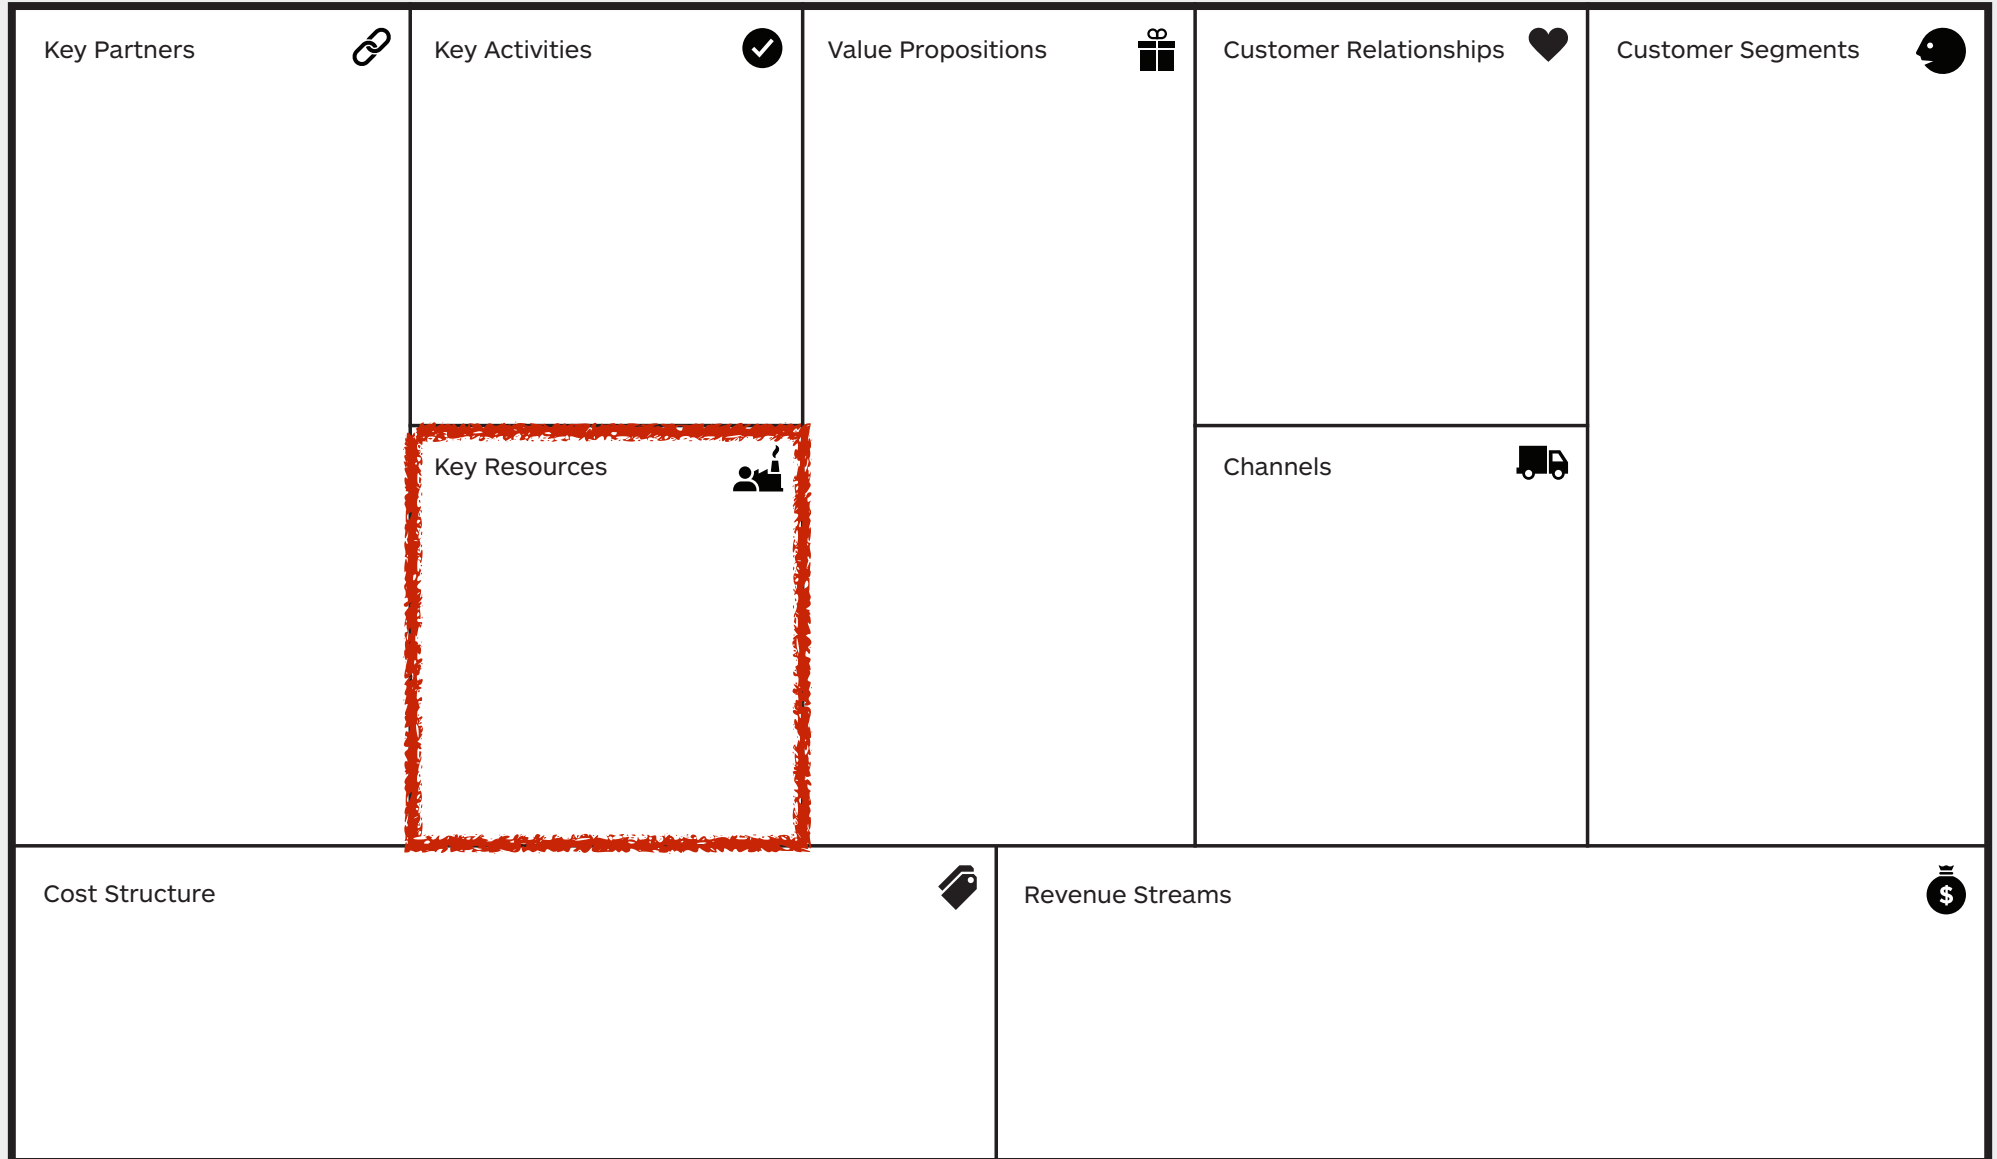 Key Partners
Key Activities
Value Propositions
Customer Relationships
Customer Segments
Key Resources
Channels
Cost Structure
Revenue Streams
$